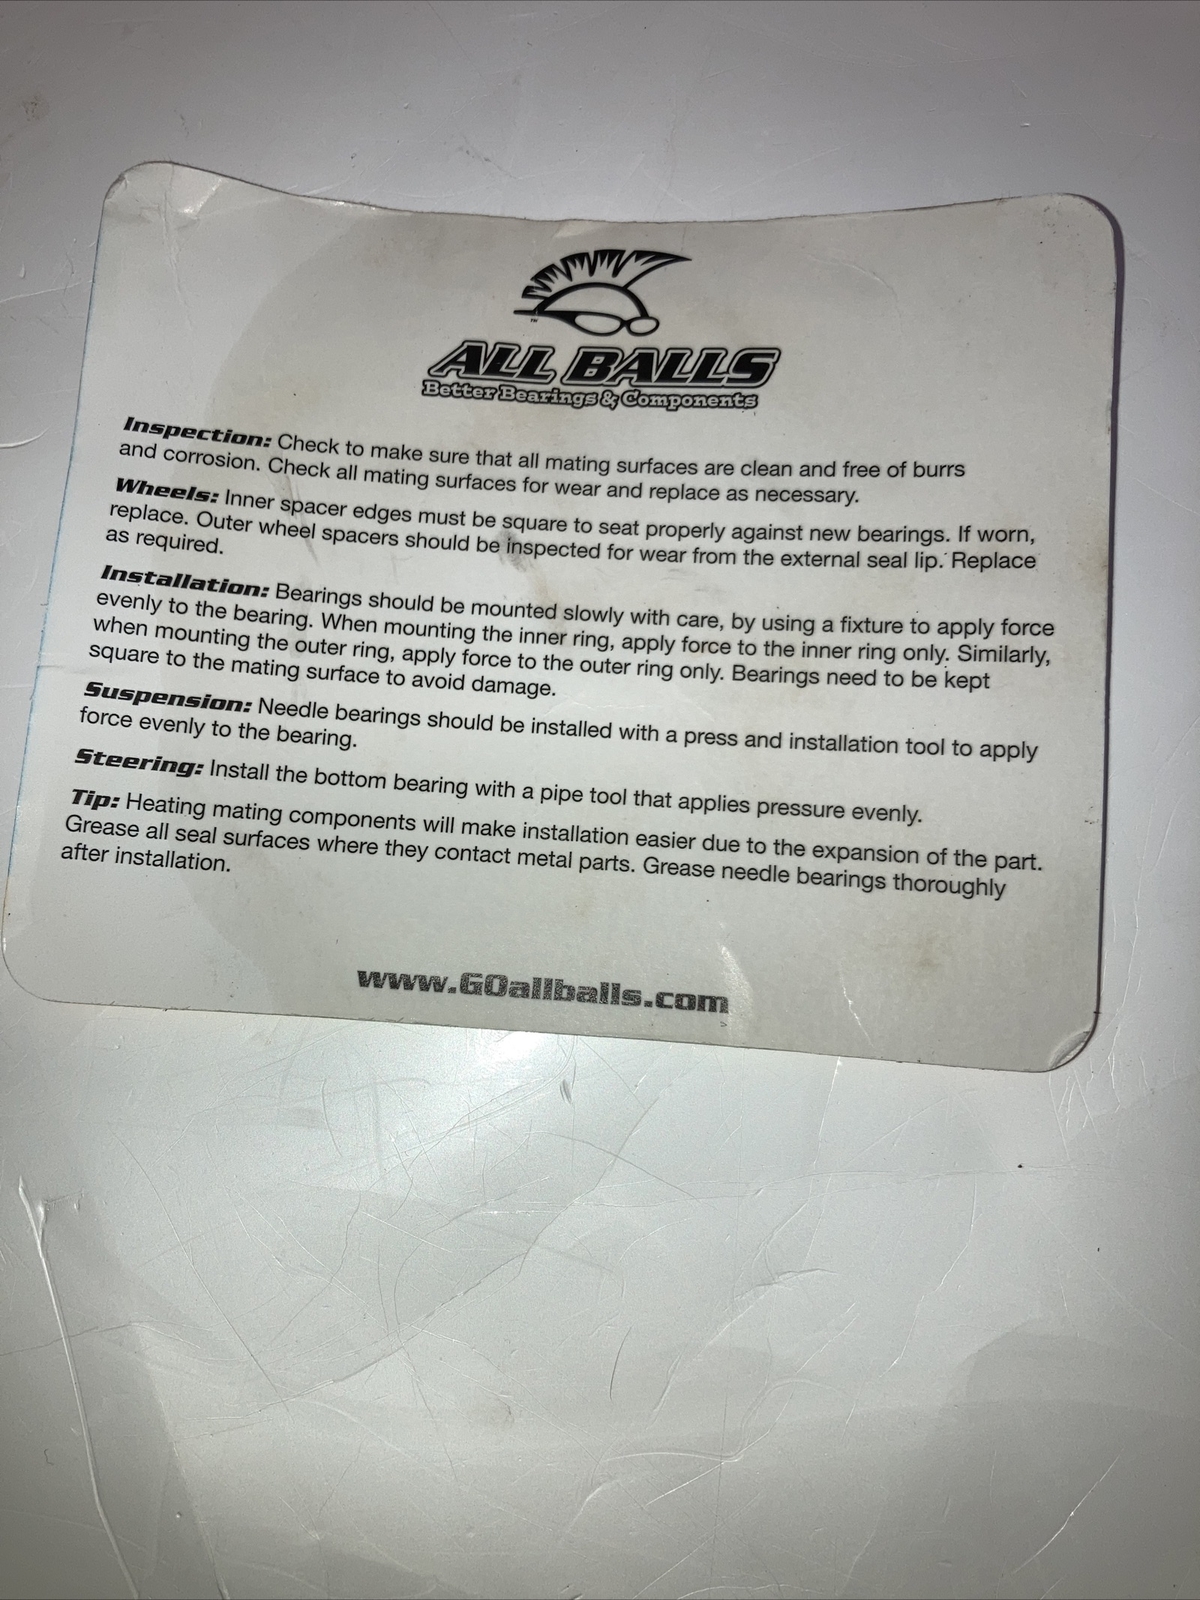 TM
ALL BALLS
Better Bearings & Components
Inspection: Check to make sure that all mating surfaces are clean and free of burrs
and corrosion. Check all mating surfaces for wear and replace as necessary.
Wheels: Inner spacer edges must be square to seat properly against new bearings. If worn,
replace. Outer wheel spacers should be inspected for wear from the external seal lip. Replace
as required.
Installation: Bearings should be mounted slowly with care, by using a fixture to apply force
evenly to the bearing. When mounting the inner ring, apply force to the inner ring only. Similarly,
when mounting the outer ring, apply force to the outer ring only. Bearings need to be kept
square to the mating surface to avoid damage.
Suspension: Needle bearings should be installed with a press and installation tool to apply
force evenly to the bearing.
Steering: Install the bottom bearing with a pipe tool that applies pressure evenly.
Tip: Heating mating components will make installation easier due to the expansion of the part.
Grease all seal surfaces where they contact metal parts. Grease needle bearings thoroughly
after installation.
www.GOallballs.com